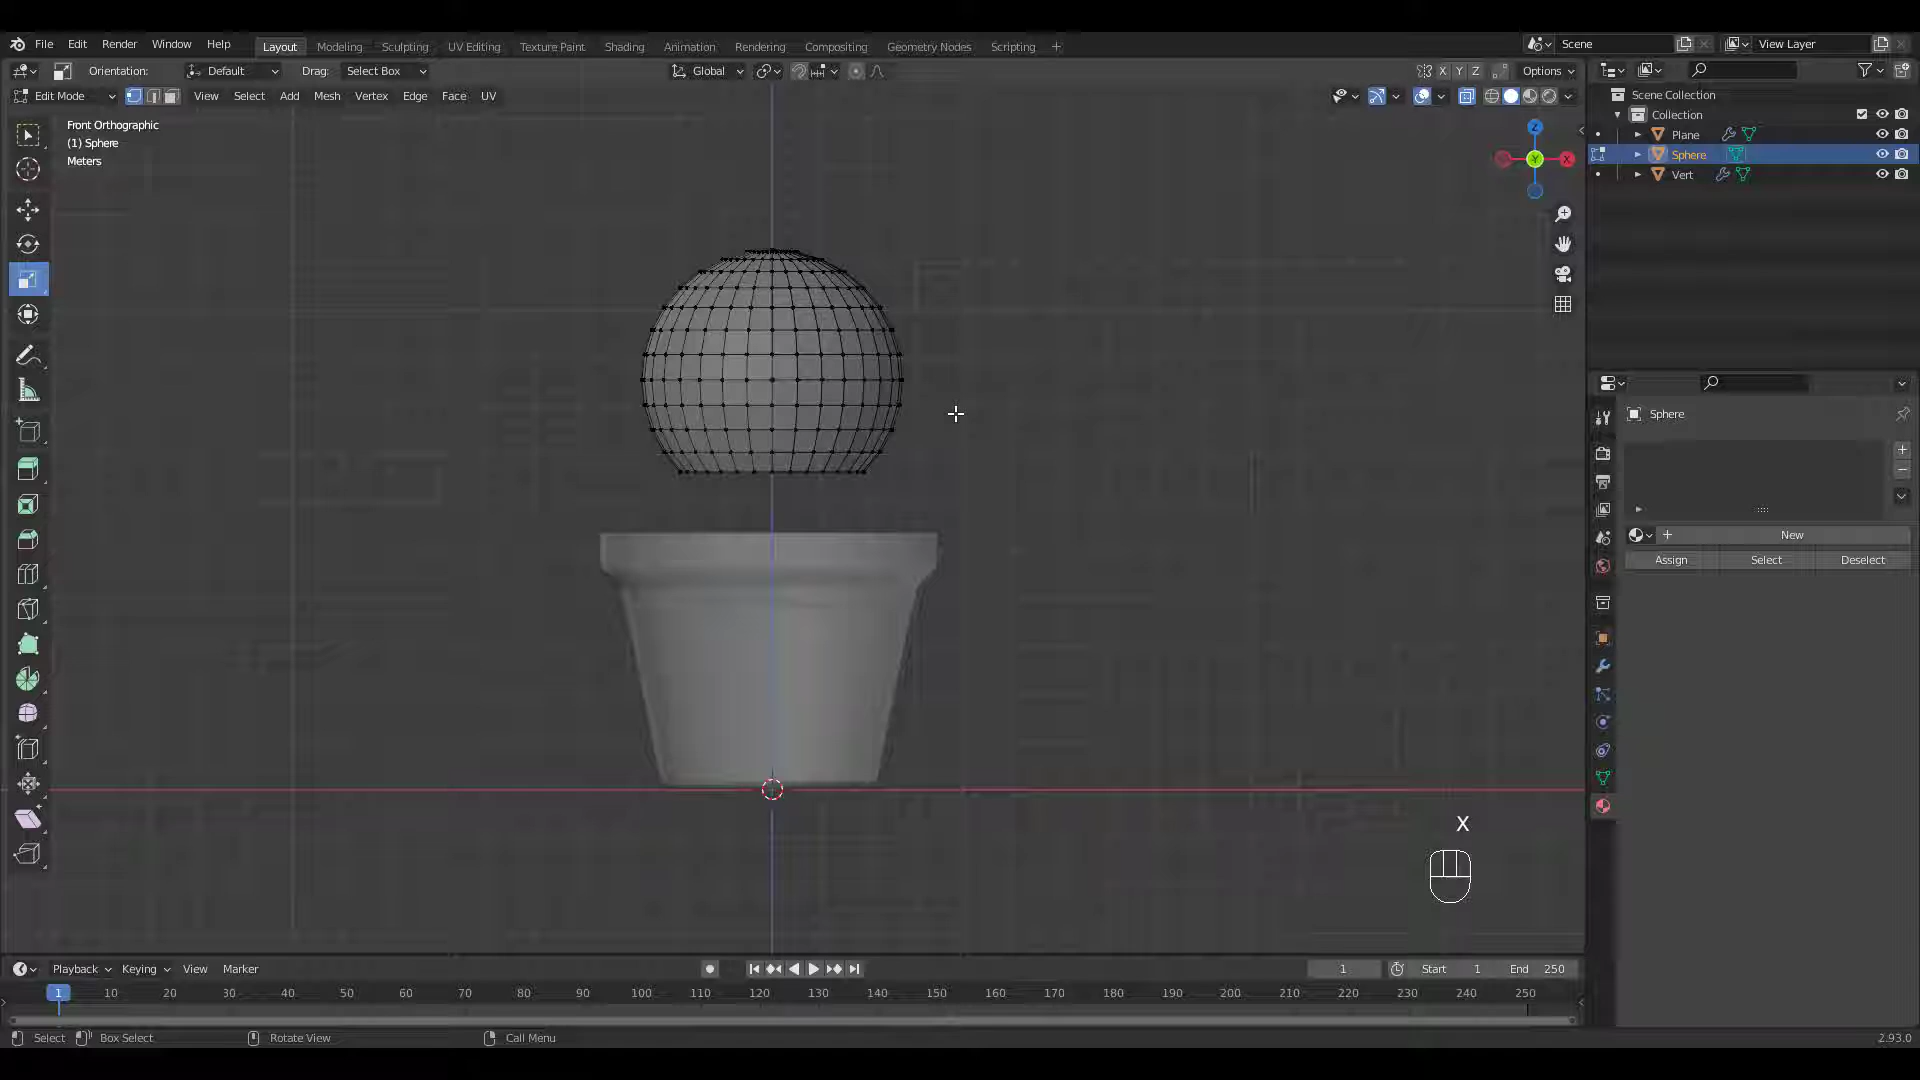 File Edit Render Window Help Layout Modeling Sculpting UV Editing Texture Paint Shading Animation Rendering Compositing Geometry Nodes Scripting + Scene View Layer
Orientation: Default Drag: Select Box Global X Y Z Options
Edit Mode View Select Add Mesh Vertex Edge Face UV
Scene Collection
Collection
Plane
Sphere
Vert
Front Orthographic
(1) Sphere
Meters
Z
Y
X
Sphere
New
Assign Select Deselect
X
Playback Keying View Marker 1 Start 1 End 250
1 10 20 30 40 50 60 70 80 90 100 110 120 130 140 150 160 170 180 190 200 210 220 230 240 250
Select Box Select Rotate View Call Menu 2.93.0